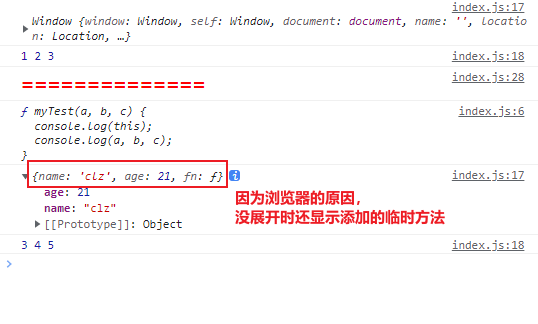 index.js:17
Window {window: Window, self: Window, document: document, name: '', locatio
n: Location, …}
1 2 3 index.js:18
============== index.js:28
ƒ myTest(a, b, c) { index.js:6
console.log(this);
console.log(a, b, c);
}
{name: 'clz', age: 21, fn: ƒ} i index.js:17
age: 21
name: "clz"
[[Prototype]]: Object
因为浏览器的原因，
没展开时还显示添加的临时方法
3 4 5 index.js:18